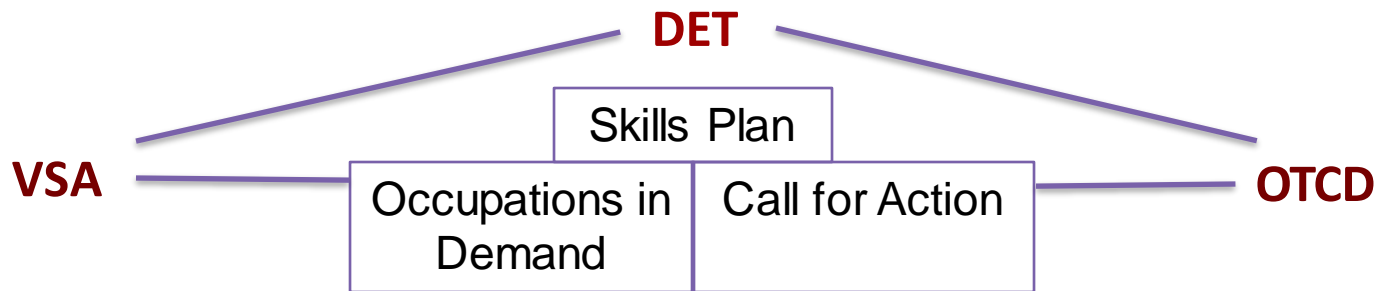 DET
Skills Plan
VSA
OTCD
Occupations in
Demand
Call for Action